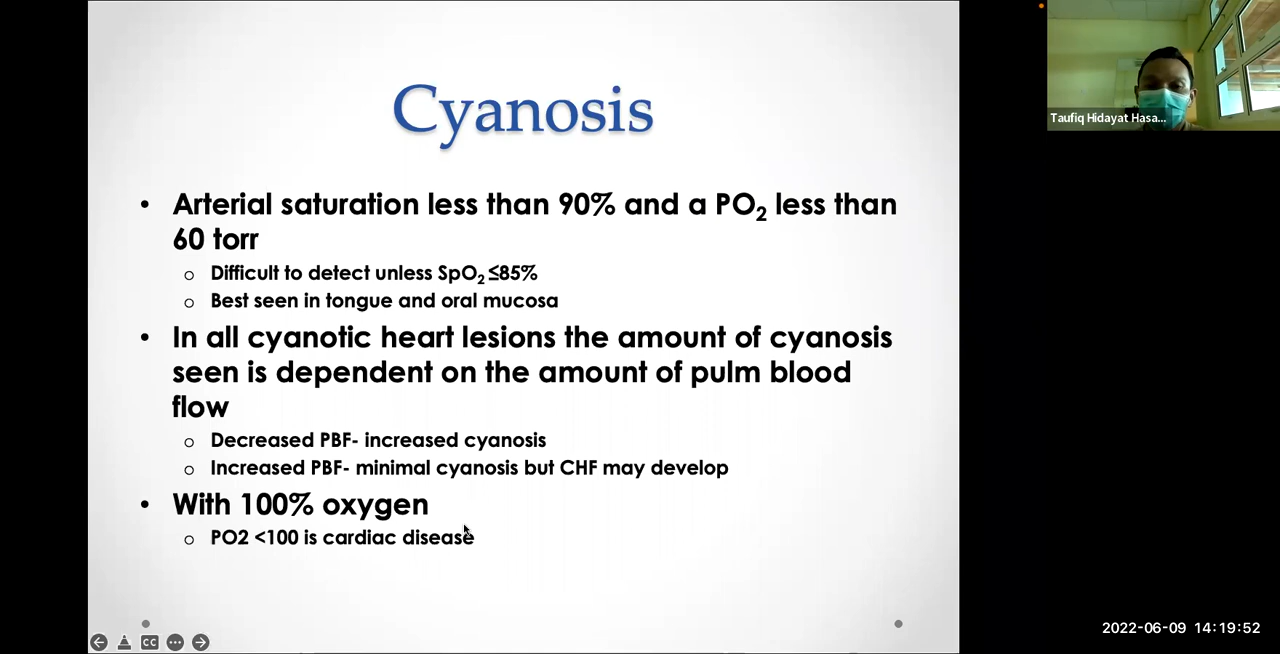 Cyanosis
• Arterial saturation less than 90% and a PO₂ less than
60 torr
o Difficult to detect unless SpO₂ ≤85%
o Best seen in tongue and oral mucosa
• In all cyanotic heart lesions the amount of cyanosis
seen is dependent on the amount of pulm blood
flow
o Decreased PBF- increased cyanosis
o Increased PBF- minimal cyanosis but CHF may develop
• With 100% oxygen
o PO2 <100 is cardiac disease
CC
Taufiq Hidayat Hasa...
2022-06-09 14:19:52